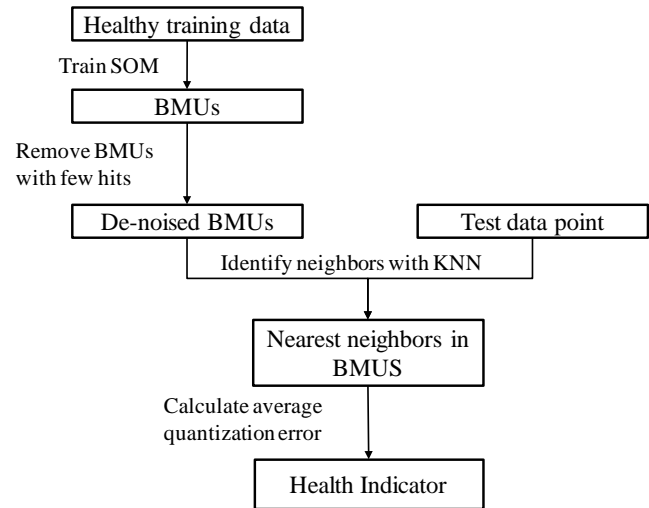 Healthy training data
Train SOM
BMUs
Remove BMUs
with few hits
De-noised BMUs
Test data point
Identify neighbors with KNN
Nearest neighbors in
BMUS
Calculate average
quantization error
Health Indicator